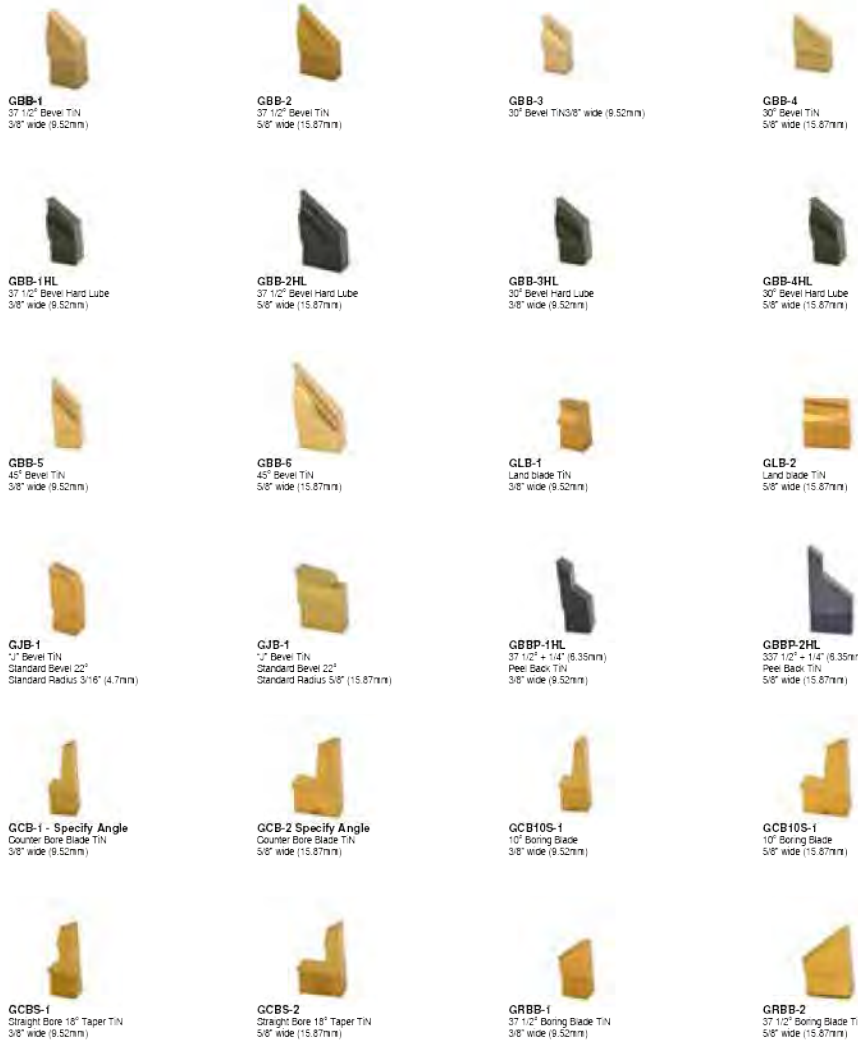 GBB-1
37 1/2° Bevel TiN
3/8" wide (9.52mm)
GBB-2
37 1/2° Bevel TiN
5/8" wide (15.87mm)
GBB-3
30° Bevel TiN3/8" wide (9.52mm)
GBB-4
30° Bevel TiN
5/8" wide (15.87mm)
GBB-1HL
37 1/2° Bevel Hard Lube
3/8" wide (9.52mm)
GBB-2HL
37 1/2° Bevel Hard Lube
5/8" wide (15.87mm)
GBB-3HL
30° Bevel Hard Lube
3/8" wide (9.52mm)
GBB-4HL
30° Bevel Hard Lube
5/8" wide (15.87mm)
GBB-5
45° Bevel TiN
3/8" wide (9.52mm)
GBB-6
45° Bevel TiN
5/8" wide (15.87mm)
GLB-1
Land blade TiN
3/8" wide (9.52mm)
GLB-2
Land blade TiN
5/8" wide (15.87mm)
GJB-1
"J" Bevel TiN
Standard Bevel 22°
Standard Radius 3/16" (4.7mm)
GJB-1
"J" Bevel TiN
Standard Bevel 22°
Standard Radius 5/8" (15.87mm)
GBBP-1HL
37 1/2° + 1/4" (6.35mm)
Peel Back TiN
3/8" wide (9.52mm)
GBBP-2HL
337 1/2° + 1/4" (6.35m
Peel Back TiN
5/8" wide (15.87mm)
GCB-1 - Specify Angle
Counter Bore Blade TiN
3/8" wide (9.52mm)
GCB-2 Specify Angle
Counter Bore Blade TiN
5/8" wide (15.87mm)
GCB10S-1
10° Boring Blade
3/8" wide (9.52mm)
GCB10S-1
10° Boring Blade
5/8" wide (15.87mm)
GCBS-1
Straight Bore 18° Taper TiN
3/8" wide (9.52mm)
GCBS-2
Straight Bore 18° Taper TiN
5/8" wide (15.87mm)
GRBB-1
37 1/2° Boring Blade TiN
3/8" wide (9.52mm)
GRBB-2
37 1/2° Boring Blade Ti
5/8" wide (15.87mm)